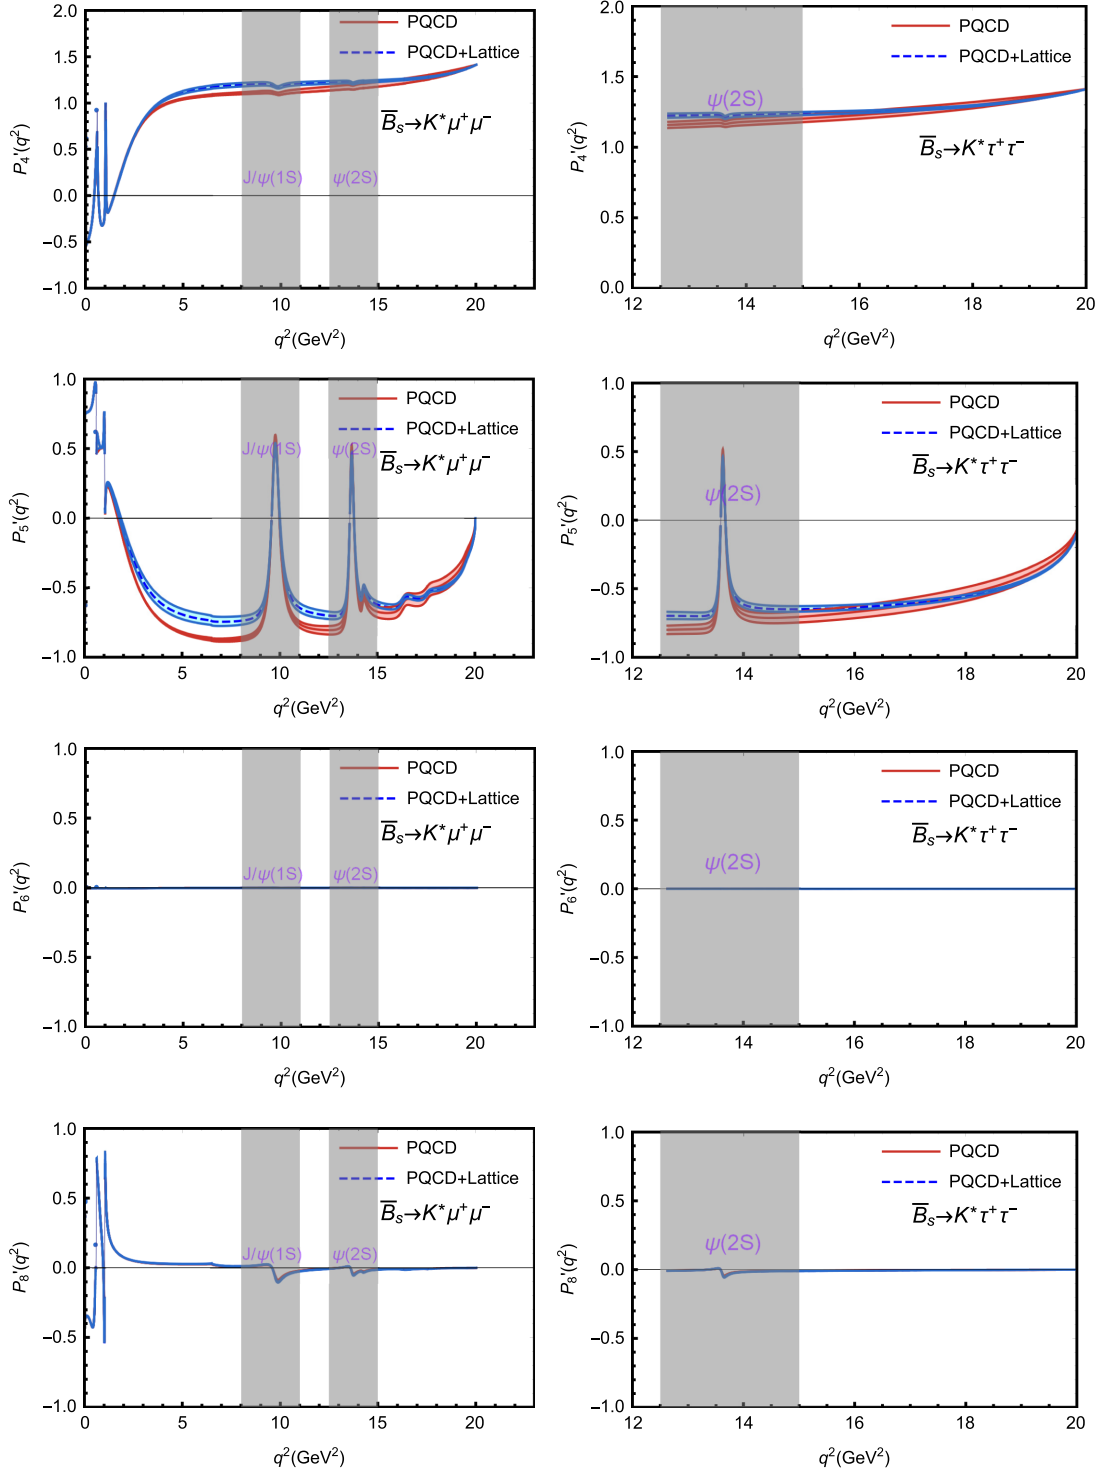 PQCD
PQCD+Lattice
B̅s→K*μ+μ−
J/ψ(1S)
ψ(2S)
P4'(q2)
2.0
1.5
1.0
0.5
0.0
−0.5
−1.0
0 5 10 15 20
q2(GeV2)
PQCD
PQCD+Lattice
ψ(2S)
B̅s→K*τ+τ−
P4'(q2)
2.0
1.5
1.0
0.5
0.0
12 14 16 18 20
q2(GeV2)
PQCD
PQCD+Lattice
J/ψ(1S)
ψ(2S)
B̅s→K*μ+μ−
P5'(q2)
1.0
0.5
0.0
−0.5
−1.0
0 5 10 15 20
q2(GeV2)
PQCD
PQCD+Lattice
B̅s→K*τ+τ−
ψ(2S)
P5'(q2)
1.0
0.5
0.0
−0.5
−1.0
12 14 16 18 20
q2(GeV2)
PQCD
PQCD+Lattice
B̅s→K*μ+μ−
J/ψ(1S)
ψ(2S)
P6'(q2)
1.0
0.5
0.0
−0.5
−1.0
0 5 10 15 20
q2(GeV2)
PQCD
PQCD+Lattice
B̅s→K*τ+τ−
ψ(2S)
P6'(q2)
1.0
0.5
0.0
−0.5
−1.0
12 14 16 18 20
q2(GeV2)
PQCD
PQCD+Lattice
B̅s→K*μ+μ−
J/ψ(1S)
ψ(2S)
P8'(q2)
1.0
0.5
0.0
−0.5
−1.0
0 5 10 15 20
q2(GeV2)
PQCD
PQCD+Lattice
B̅s→K*τ+τ−
ψ(2S)
P8'(q2)
1.0
0.5
0.0
−0.5
−1.0
12 14 16 18 20
q2(GeV2)